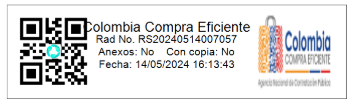 Colombia Compra Eficiente
Rad No. RS20240514007057
Anexos: No Con copia: No
Fecha: 14/05/2024 16:13:43
Colombia
Compra
Eficiente
Agencia Nacional de Contratación Pública